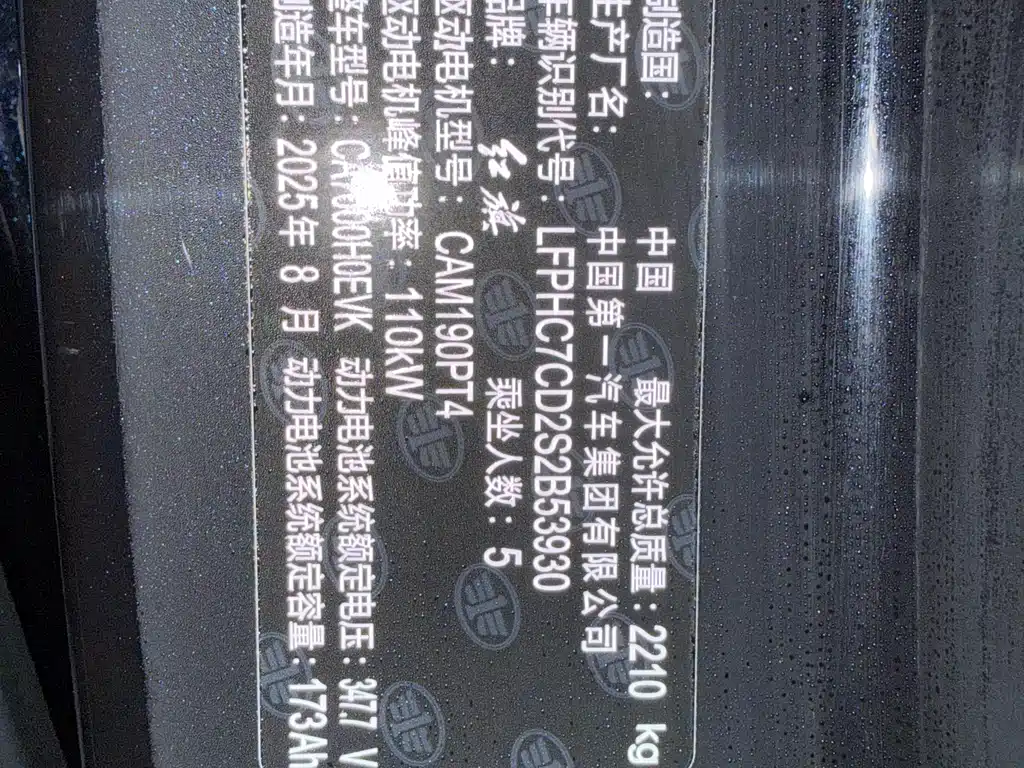 制造国: 中国 最大允许总质量: 2210 kg
生产厂名: 中国第一汽车集团有限公司
车辆识别代号: LFPHC7CD2S2B53930
品牌: 红旗 乘坐人数: 5
驱动电机型号: CAM190PT4
驱动电机峰值功率: 110kW
整车型号: 动力电池系统额定电压: 347.7 V
制造年月: 2025年 8 月 动力电池系统额定容量: 173Ah